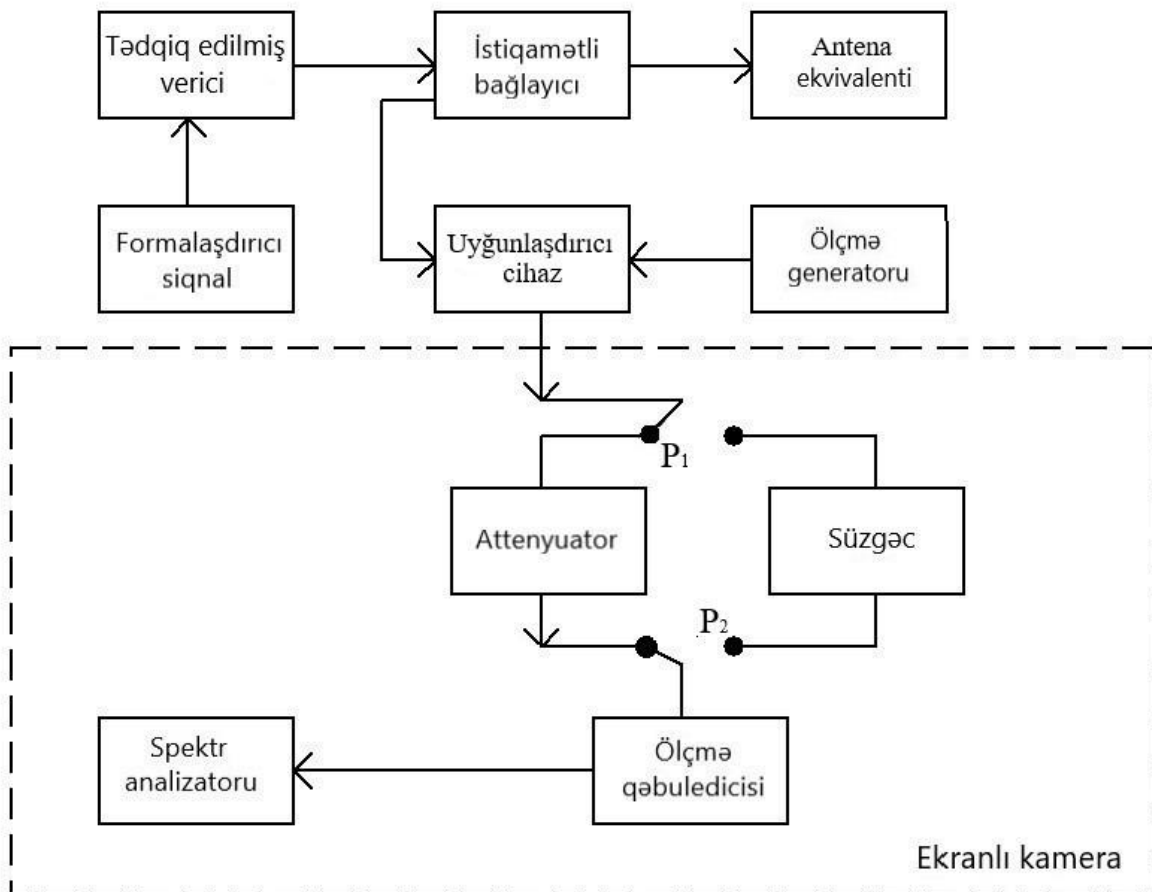 Tədqiq edilmiş
verici
İstiqamətli
bağlayıcı
Antena
ekvivalenti
Formalaşdırıcı
siqnal
Uyğunlaşdırıcı
cihaz
Ölçmə
generatoru
P₁
Attenyuator
Süzgəc
P₂
Spektr
analizatoru
Ölçmə
qəbuledicisi
Ekranlı kamera